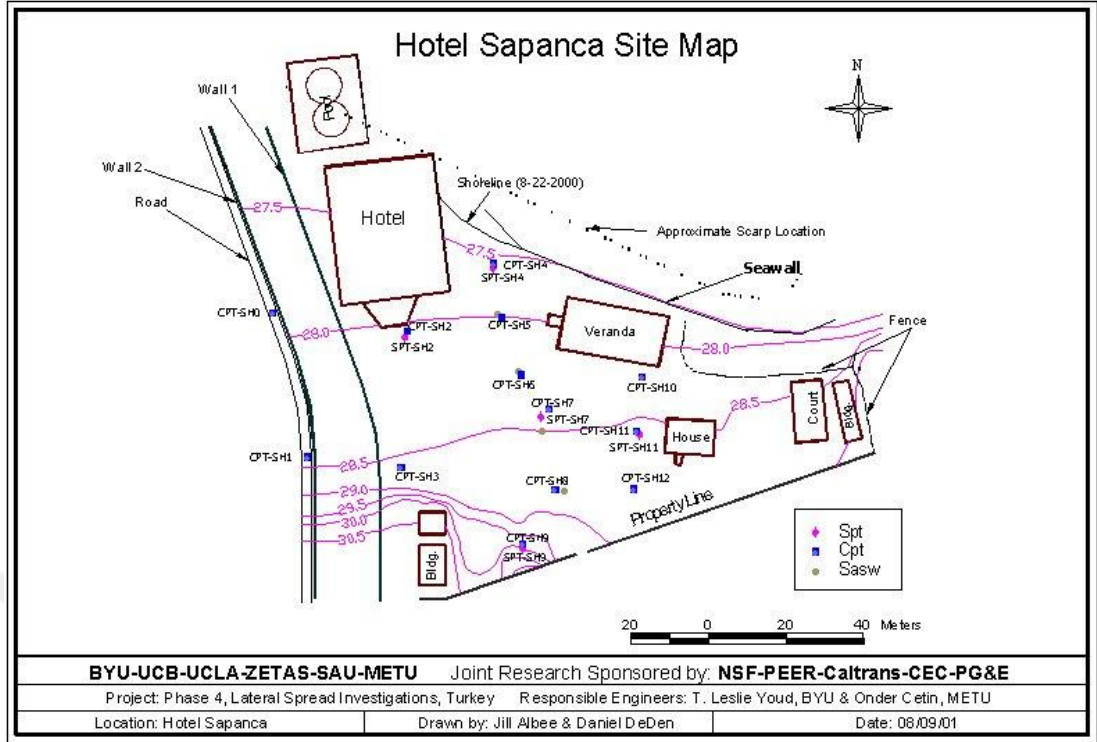 Hotel Sapanca Site Map
N
Pool
Wall 1
Wall 2
Road
Shoreline (8-22-2000)
Hotel
27.5
Approximate Scarp Location
27.5
CPT-SH4
SPT-SH4
Seawall
CPT-SH0
CPT-SH5
Fence
CPT-SH2
Veranda
28.0
SPT-SH2
28.0
CPT-SH6
CPT-SH10
CPT-SH7
28.5
Court
Bldg.
SPT-SH7
CPT-SH11
House
SPT-SH11
CPT-SH1
28.5
CPT-SH3
CPT-SH8
CPT-SH12
29.0
29.5
30.0
30.5
Property Line
CPT-SH9
SPT-SH9
Bldg.
Spt
Cpt
Sasw
20 0 20 40 Meters
BYU-UCB-UCLA-ZETAS-SAU-METU Joint Research Sponsored by: NSF-PEER-Caltrans-CEC-PG&E
Project: Phase 4, Lateral Spread Investigations, Turkey Responsible Engineers: T. Leslie Youd, BYU & Onder Cetin, METU
Location: Hotel Sapanca Drawn by: Jill Albee & Daniel DeDen Date: 08/09/01